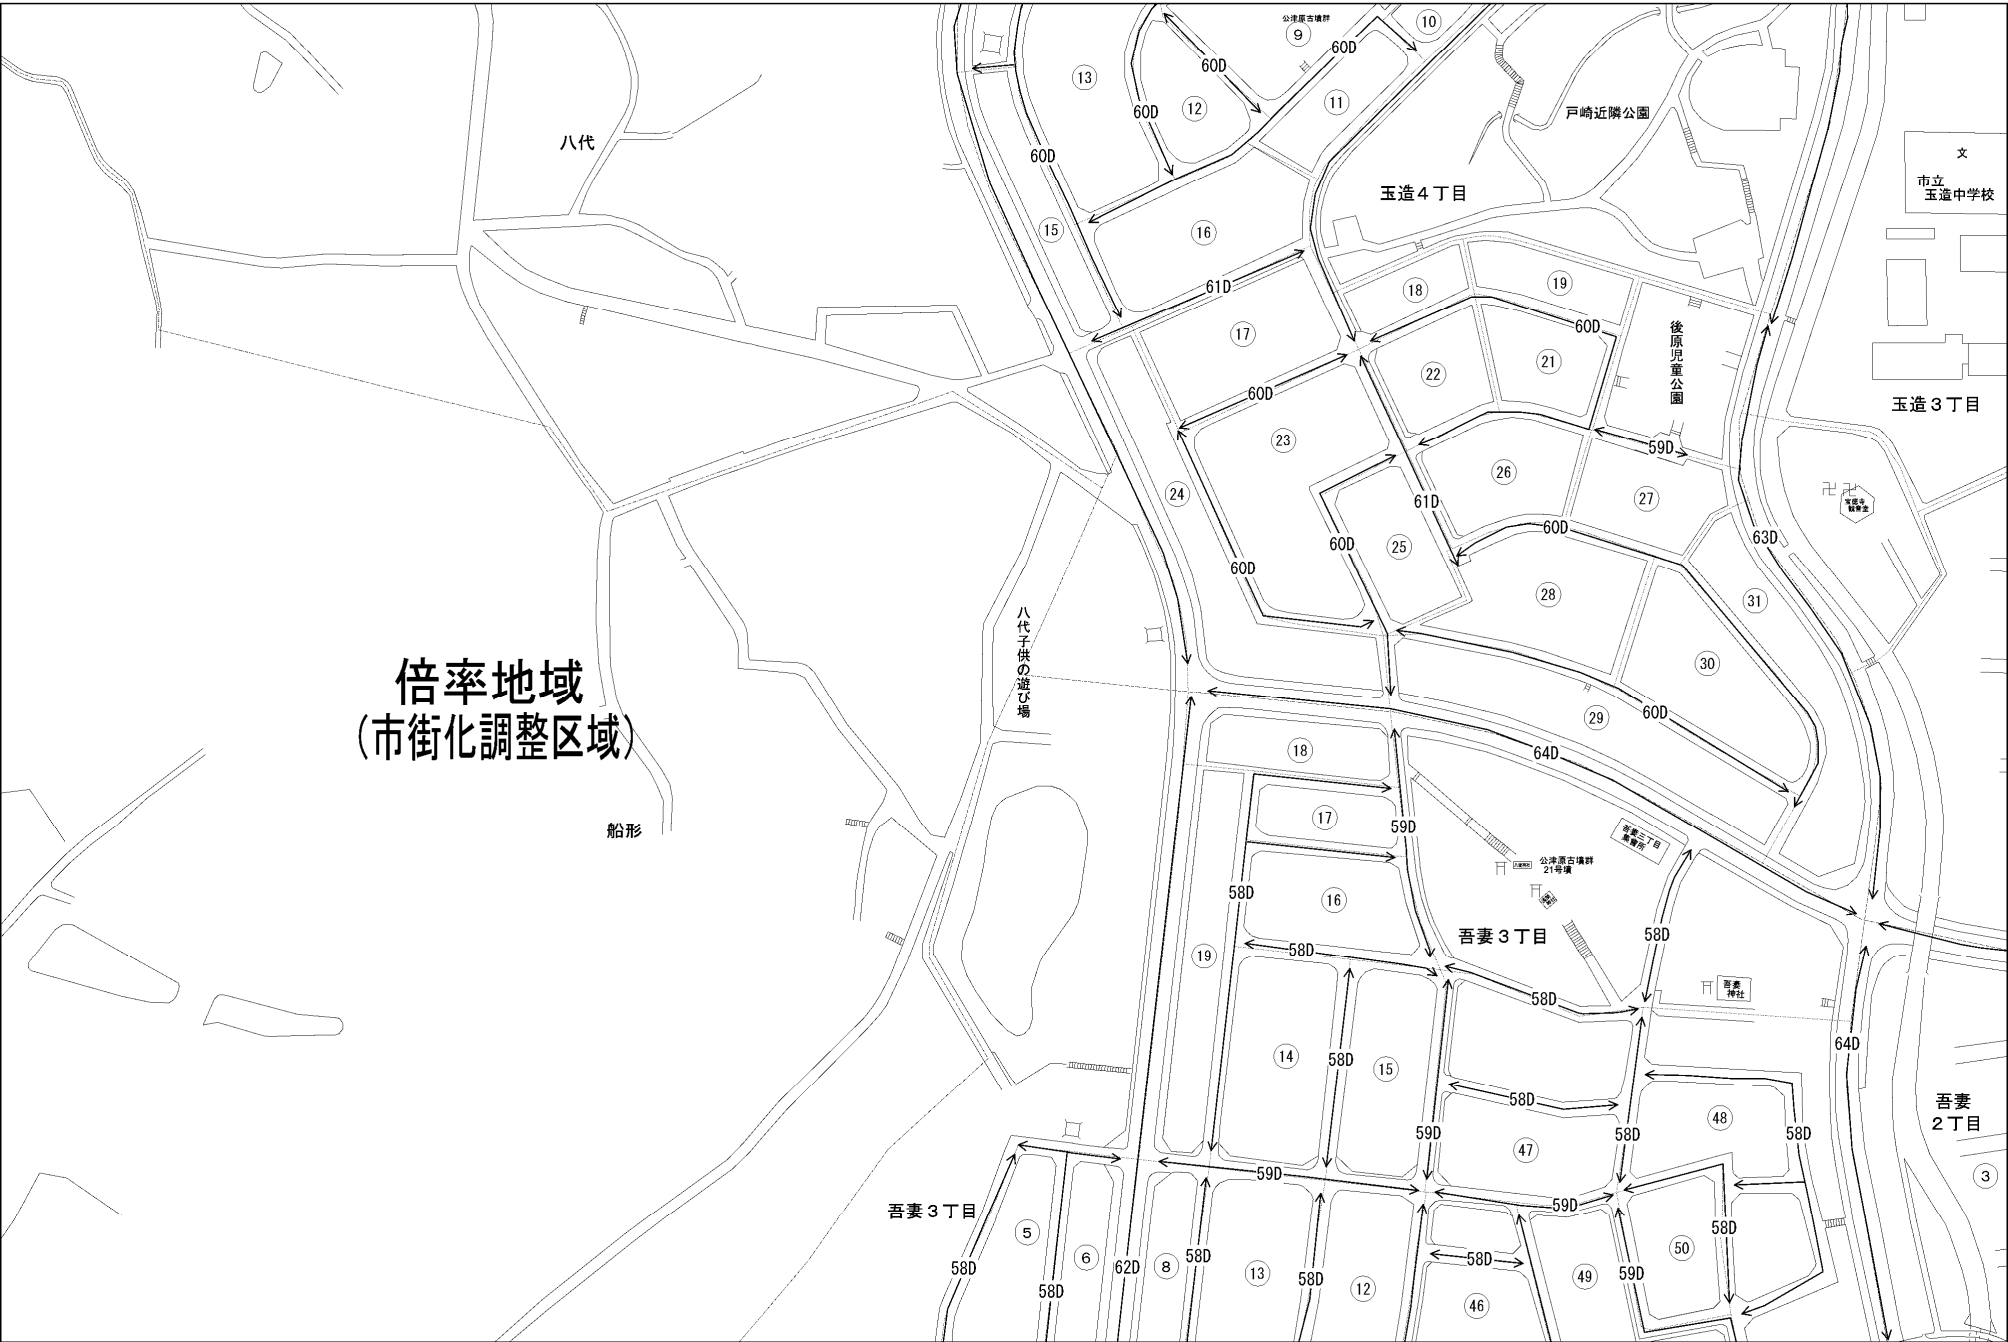 公津原古墳群
9
10
60D
60D
13
12
11
60D
戸崎近隣公園
八代
文
市立
玉造中学校
60D
玉造4丁目
15
16
61D
18
19
60D
17
後原児童公園
22
21
60D
玉造3丁目
23
59D
24
26
27
61D
63D
60D
60D
25
60D
28
31
八代子供の遊び場
30
倍率地域
(市街化調整区域)
29
60D
18
64D
17
59D
船形
吾妻三丁目
集會所
公津原古墳群
21号墳
58D
16
吾妻3丁目
58D
58D
19
吾妻
神社
58D
14
58D
15
64D
58D
吾妻
2丁目
48
59D
58D
58D
47
59D
3
吾妻3丁目
59D
58D
5
6
62D
8
58D
13
58D
12
58D
50
59D
49
58D
58D
46